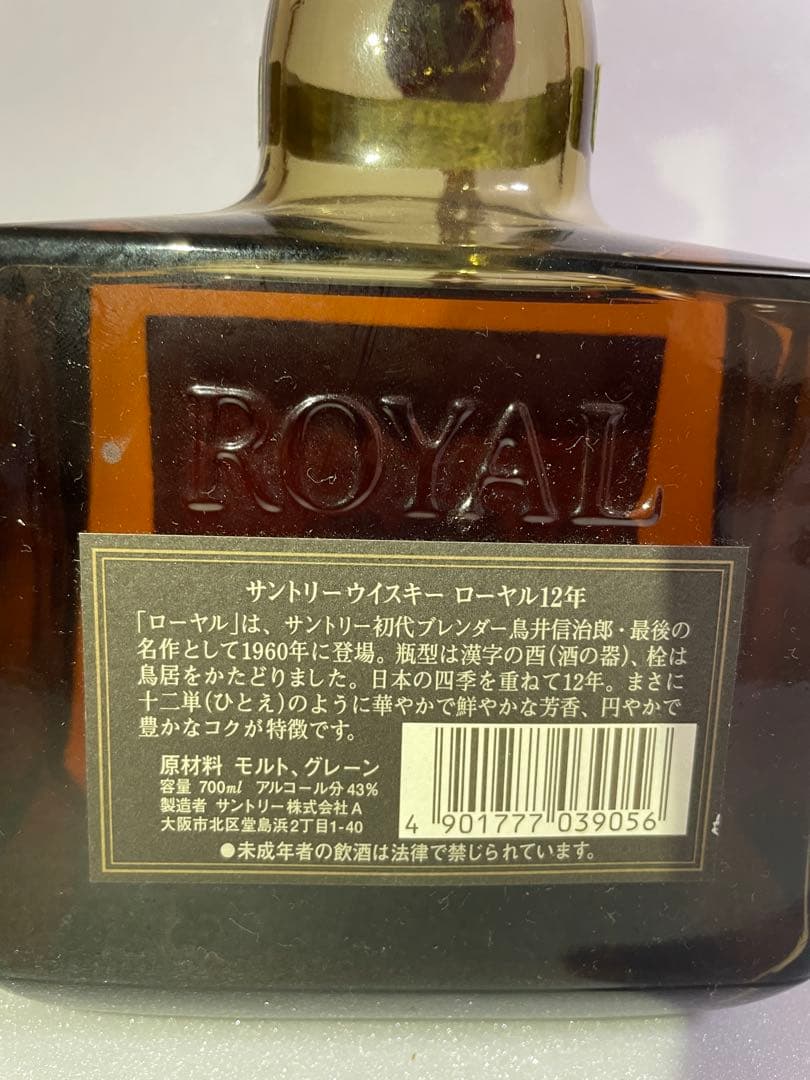 ROYAL
サントリーウイスキー ローヤル12年
「ローヤル」は、サントリー初代ブレンダー鳥井信治郎・最後の
名作として1960年に登場。瓶型は漢字の酉(酒の器)、栓は
鳥居をかたどりました。日本の四季を重ねて12年。まさに
十二単(ひとえ)のように華やかで鮮やかな芳香、円やかで
豊かなコクが特徴です。
原材料 モルト、グレーン
容量 700ml アルコール分43%
製造者 サントリー株式会社A
大阪市北区堂島浜2丁目1-40
4 901777 039056
●未成年者の飲酒は法律で禁じられています。